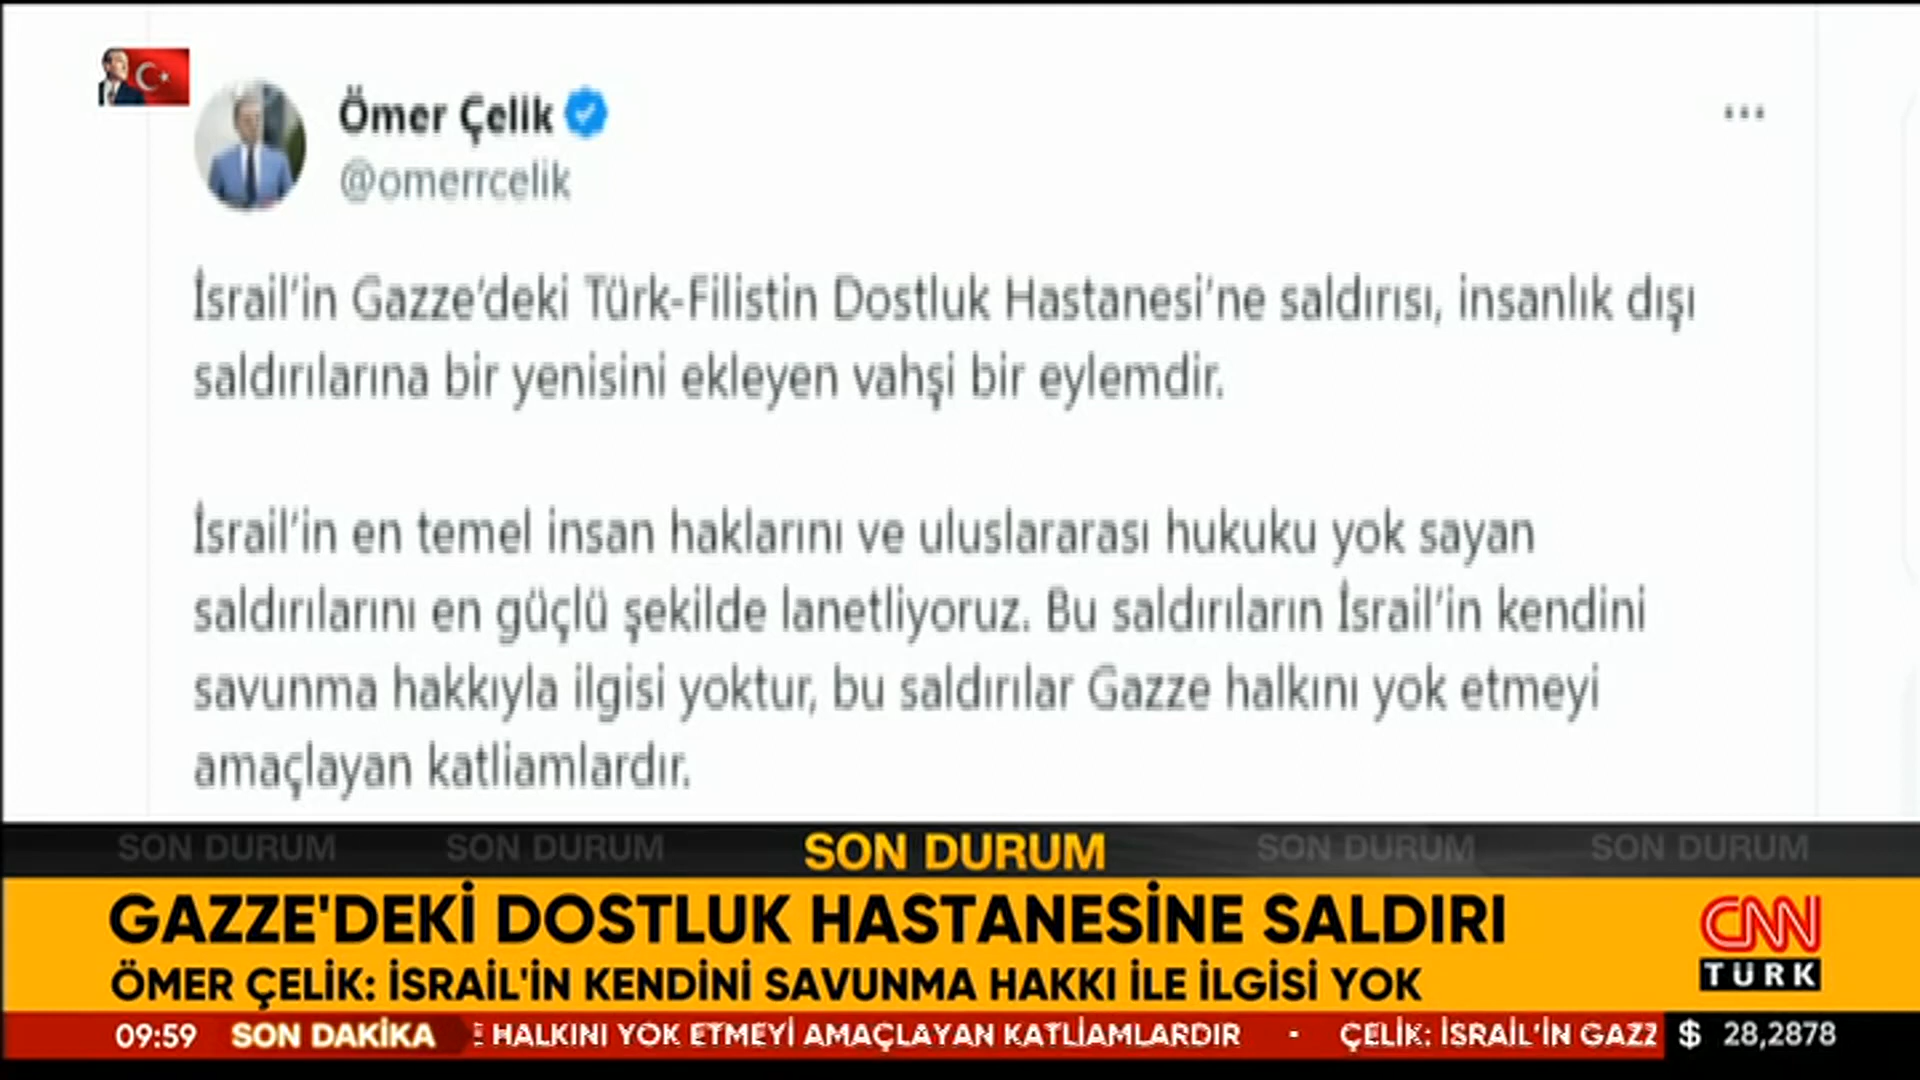 Ömer Çelik
@omerrcelik
İsrail'in Gazze'deki Türk-Filistin Dostluk Hastanesi'ne saldırısı, insanlık dışı
saldırılarına bir yenisini ekleyen vahşi bir eylemdir.
İsrail'in en temel insan haklarını ve uluslararası hukuku yok sayan
saldırılarını en güçlü şekilde lanetliyoruz. Bu saldırıların İsrail'in kendini
savunma hakkıyla ilgisi yoktur, bu saldırılar Gazze halkını yok etmeyi
amaçlayan katliamlardır.
SON DURUM SON DURUM SON DURUM SON DURUM SON DURUM
GAZZE'DEKİ DOSTLUK HASTANESİNE SALDIRI
ÖMER ÇELİK: İSRAİL'İN KENDİNİ SAVUNMA HAKKI İLE İLGİSİ YOK
CNN
TÜRK
09:59 SON DAKİKA HALKINI YOK ETMEYİ AMAÇLAYAN KATLİAMLARDIR · ÇELİK: İSRAİL'İN GAZZ $ 28,2878